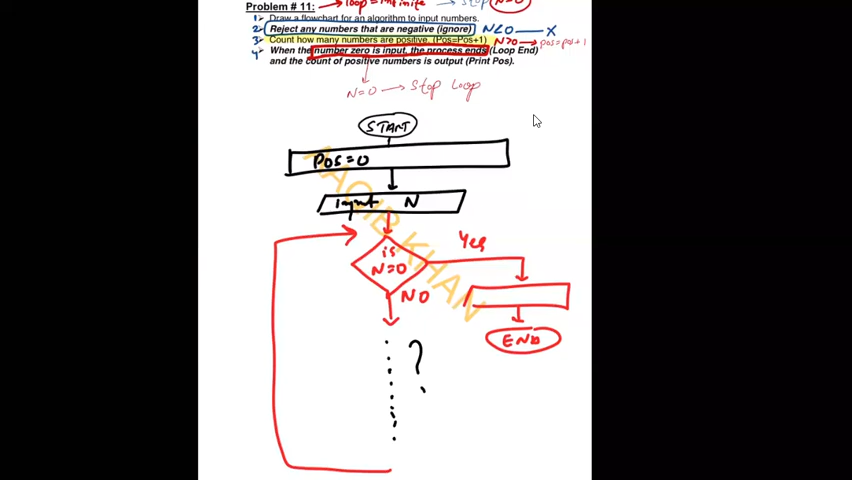 Problem # 11: → loop = infinite → stop N=0
1- Draw a flowchart for an algorithm to input numbers.
2- Reject any numbers that are negative (ignore) N<0 — X
3- Count how many numbers are positive. (Pos=Pos+1) N>0 → pos=pos+1
4- When the number zero is input, the process ends (Loop End)
and the count of positive numbers is output (Print Pos).
N=0 → Stop Loop
START
Pos=0
Input N
is
N=0
Yes
NO
END
?
NAQIB KHAN